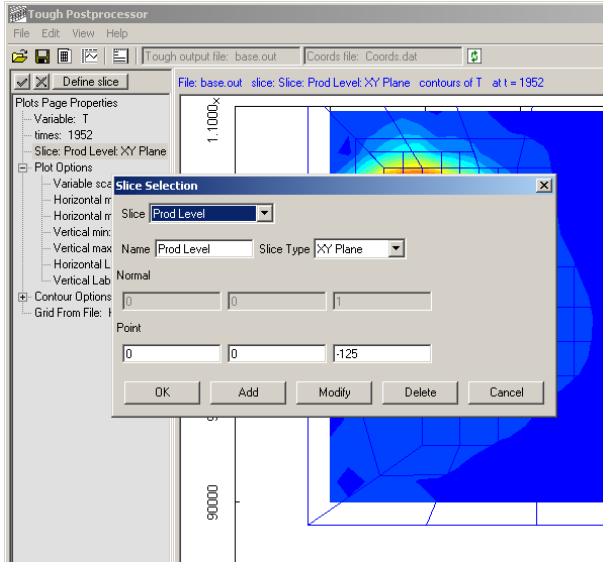 Tough Postprocessor
File Edit View Help
Tough output file: base.out Coords file: Coords.dat
Define slice
File: base.out slice: Slice: Prod Level: XY Plane contours of T at t = 1952
Plots Page Properties
Variable: T
times: 1952
Slice: Prod Level: XY Plane
Plot Options
Variable sca
Horizontal m
Horizontal m
Vertical min:
Vertical max
Horizontal L
Vertical Lab
Contour Options
Grid From File:
1.1000x
Slice Selection
Slice Prod Level
Name Prod Level Slice Type XY Plane
Normal
0 0 1
Point
0 0 -125
OK Add Modify Delete Cancel
90000